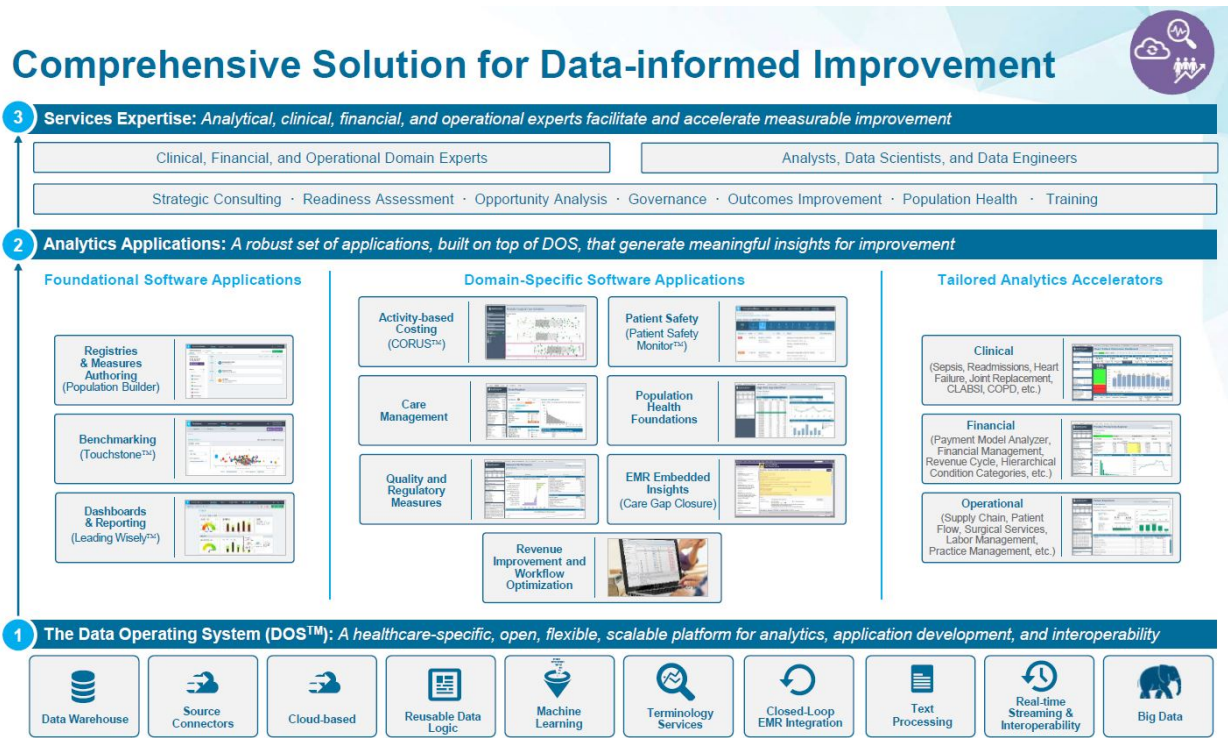 Comprehensive Solution for Data-informed Improvement
3 Services Expertise: Analytical, clinical, financial, and operational experts facilitate and accelerate measurable improvement
Clinical, Financial, and Operational Domain Experts
Analysts, Data Scientists, and Data Engineers
Strategic Consulting · Readiness Assessment · Opportunity Analysis · Governance · Outcomes Improvement · Population Health · Training
2 Analytics Applications: A robust set of applications, built on top of DOS, that generate meaningful insights for improvement
Foundational Software Applications
Registries
& Measures
Authoring
(Population Builder)
Benchmarking
(Touchstone™)
Dashboards
& Reporting
(Leading Wisely™)
Domain-Specific Software Applications
Activity-based
Costing
(CORUS™)
Patient Safety
(Patient Safety
Monitor™)
Care
Management
Population
Health
Foundations
Quality and
Regulatory
Measures
EMR Embedded
Insights
(Care Gap Closure)
Revenue
Improvement and
Workflow
Optimization
Tailored Analytics Accelerators
Clinical
(Sepsis, Readmissions, Heart
Failure, Joint Replacement,
CLABSI, COPD, etc.)
Financial
(Payment Model Analyzer,
Financial Management,
Revenue Cycle, Hierarchical
Condition Categories, etc.)
Operational
(Supply Chain, Patient
Flow, Surgical Services,
Labor Management,
Practice Management, etc.)
1 The Data Operating System (DOS™): A healthcare-specific, open, flexible, scalable platform for analytics, application development, and interoperability
Data Warehouse
Source
Connectors
Cloud-based
Reusable Data
Logic
Machine
Learning
Terminology
Services
Closed-Loop
EMR Integration
Text
Processing
Real-time
Streaming &
Interoperability
Big Data